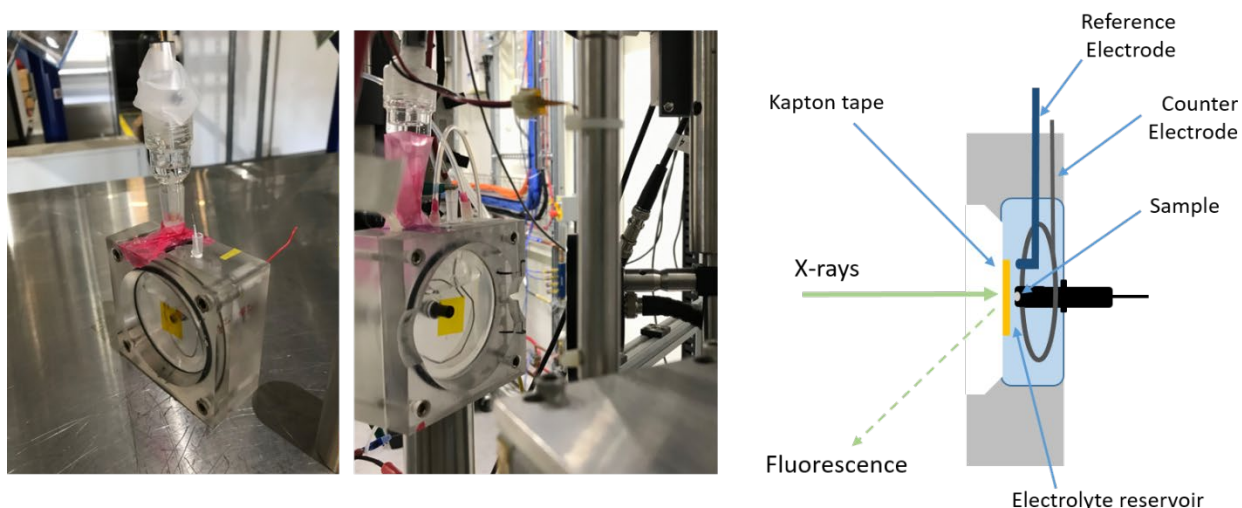 Reference
Electrode
Kapton tape
Counter
Electrode
Sample
X-rays
Fluorescence
Electrolyte reservoir